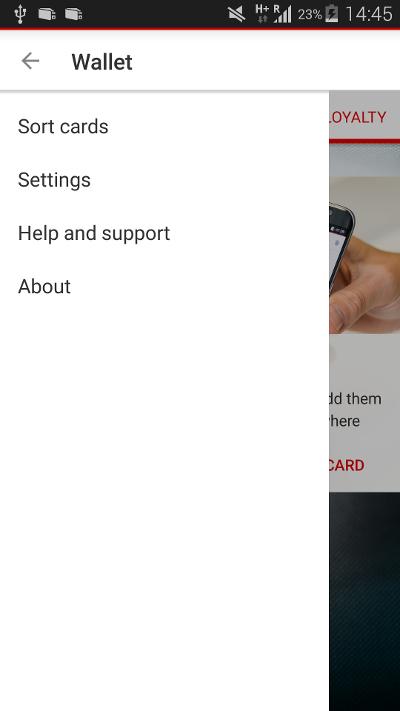 H+ R 23% 14:45
Wallet
LOYALTY
Sort cards
Settings
Help and support
About
dd them
here
CARD